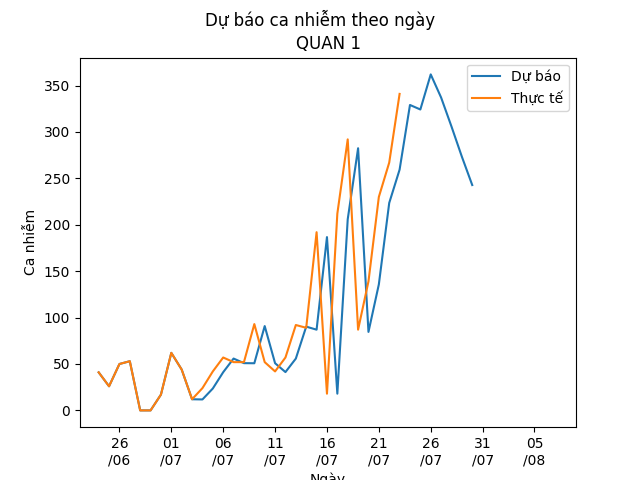 Dự báo ca nhiễm theo ngày
QUAN 1
Dự báo
Thực tế
Ca nhiễm
350
300
250
200
150
100
50
0
26 01 06 11 16 21 26 31 05
/06 /07 /07 /07 /07 /07 /07 /07 /08
Ngày